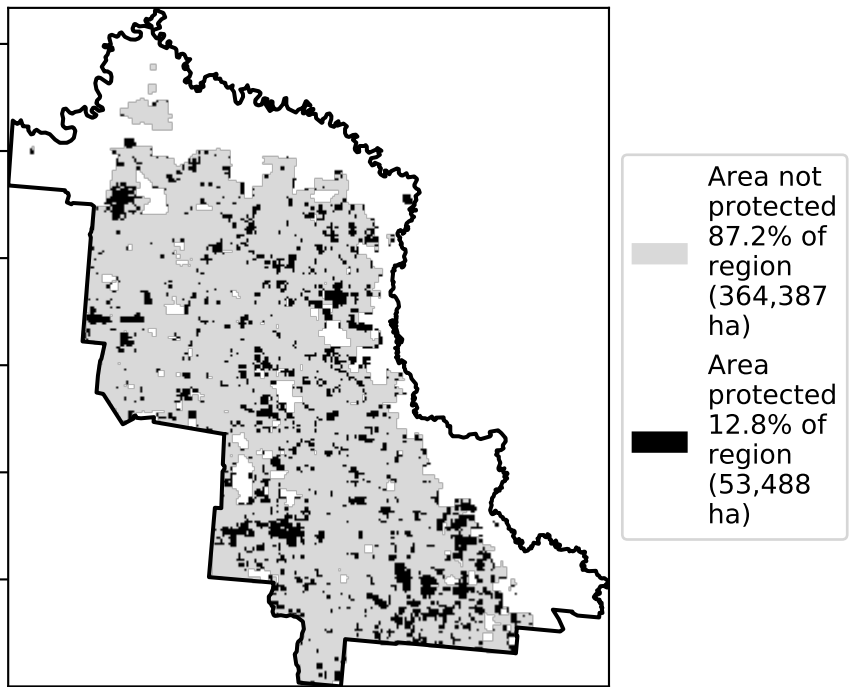 Area not
protected
87.2% of
region
(364,387
ha)
Area
protected
12.8% of
region
(53,488
ha)